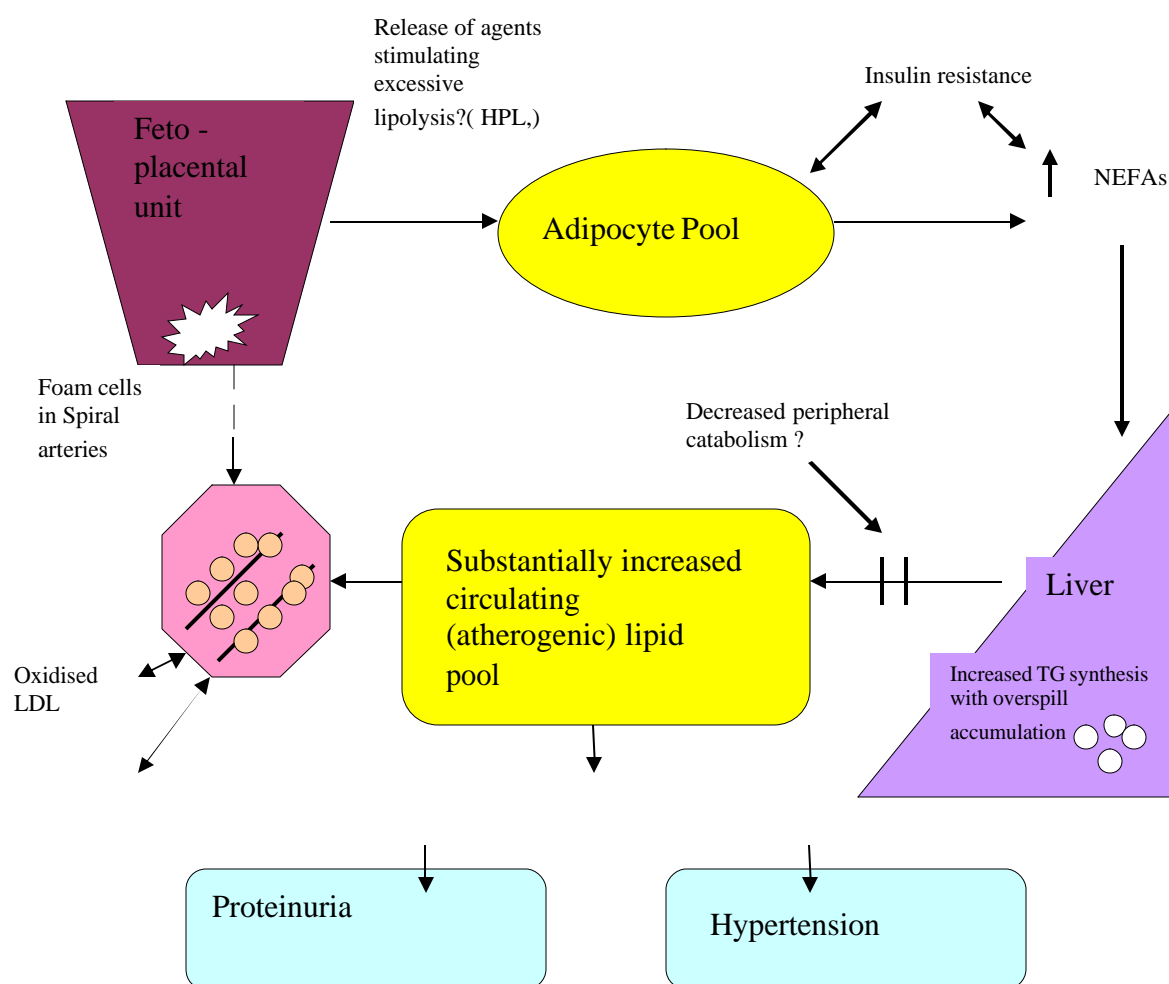 Release of agents
stimulating
excessive
lipolysis?( HPL,)
Insulin resistance
Feto -
placental
unit
NEFAs
Adipocyte Pool
Foam cells
in Spiral
arteries
Decreased peripheral
catabolism ?
Substantially increased
circulating
(atherogenic) lipid
pool
Liver
Oxidised
LDL
Increased TG synthesis
with overspill
accumulation
Proteinuria
Hypertension